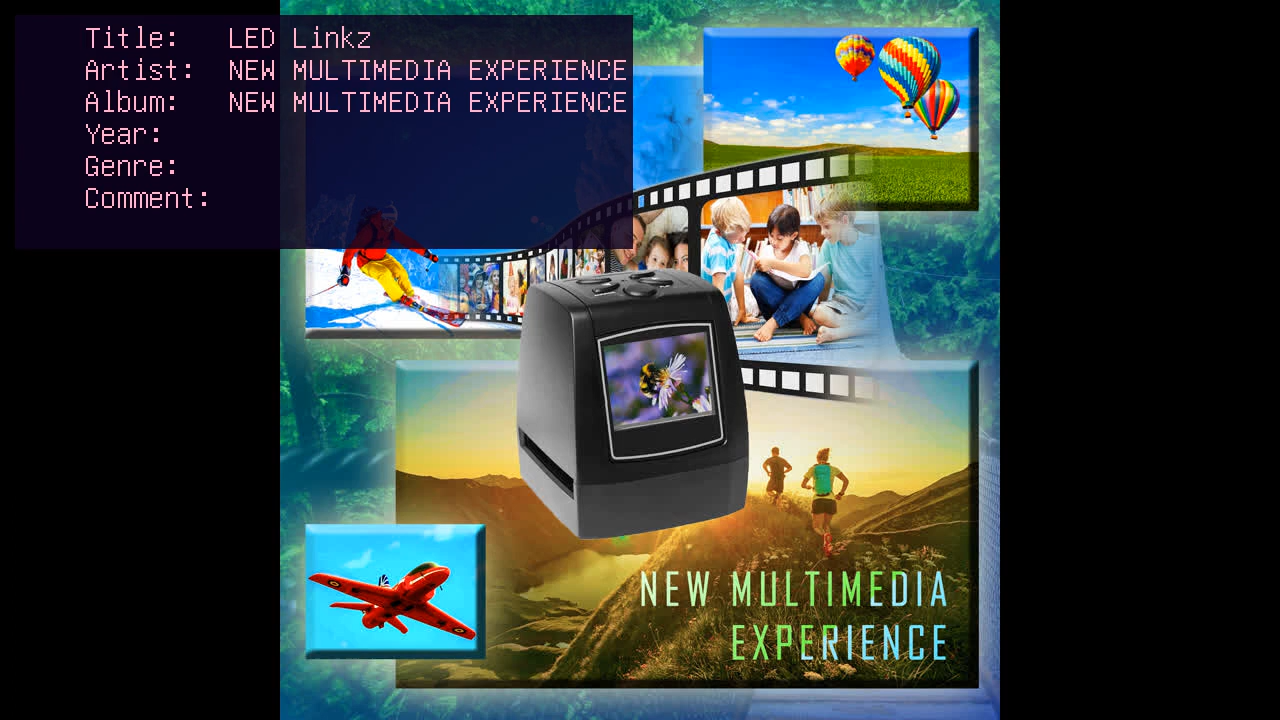 Title: LED Linkz
Artist: NEW MULTIMEDIA EXPERIENCE
Album: NEW MULTIMEDIA EXPERIENCE
Year:
Genre:
Comment:
NEW MULTIMEDIA
EXPERIENCE